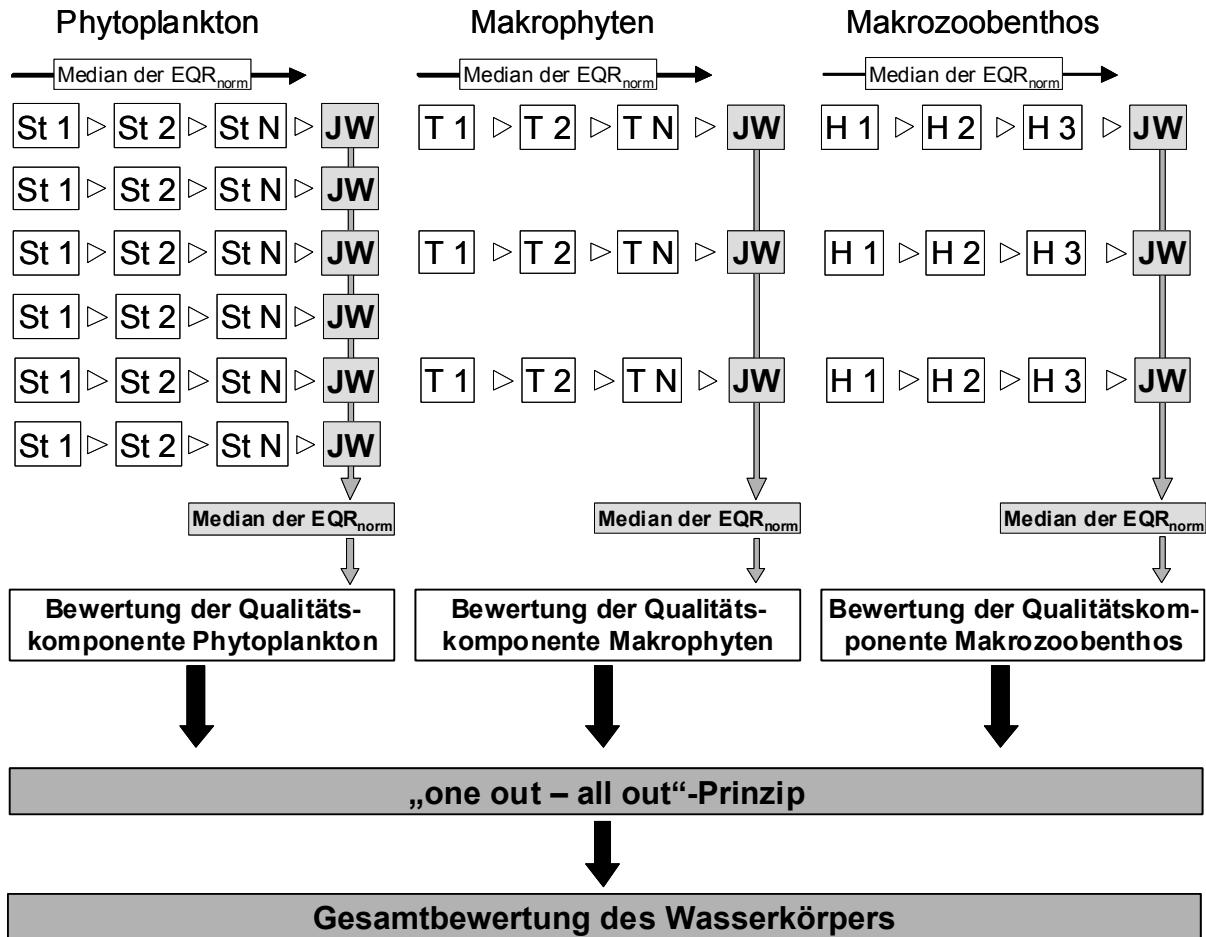 Phytoplankton Makrophyten Makrozoobenthos
Median der EQRnorm Median der EQRnorm Median der EQRnorm
St 1 St 2 St N JW T 1 T 2 T N JW H 1 H 2 H 3 JW
St 1 St 2 St N JW
St 1 St 2 St N JW T 1 T 2 T N JW H 1 H 2 H 3 JW
St 1 St 2 St N JW
St 1 St 2 St N JW T 1 T 2 T N JW H 1 H 2 H 3 JW
St 1 St 2 St N JW
Median der EQRnorm Median der EQRnorm Median der EQRnorm
Bewertung der Qualitäts-
komponente Phytoplankton
Bewertung der Qualitäts-
komponente Makrophyten
Bewertung der Qualitätskom-
ponente Makrozoobenthos
„one out – all out“-Prinzip
Gesamtbewertung des Wasserkörpers